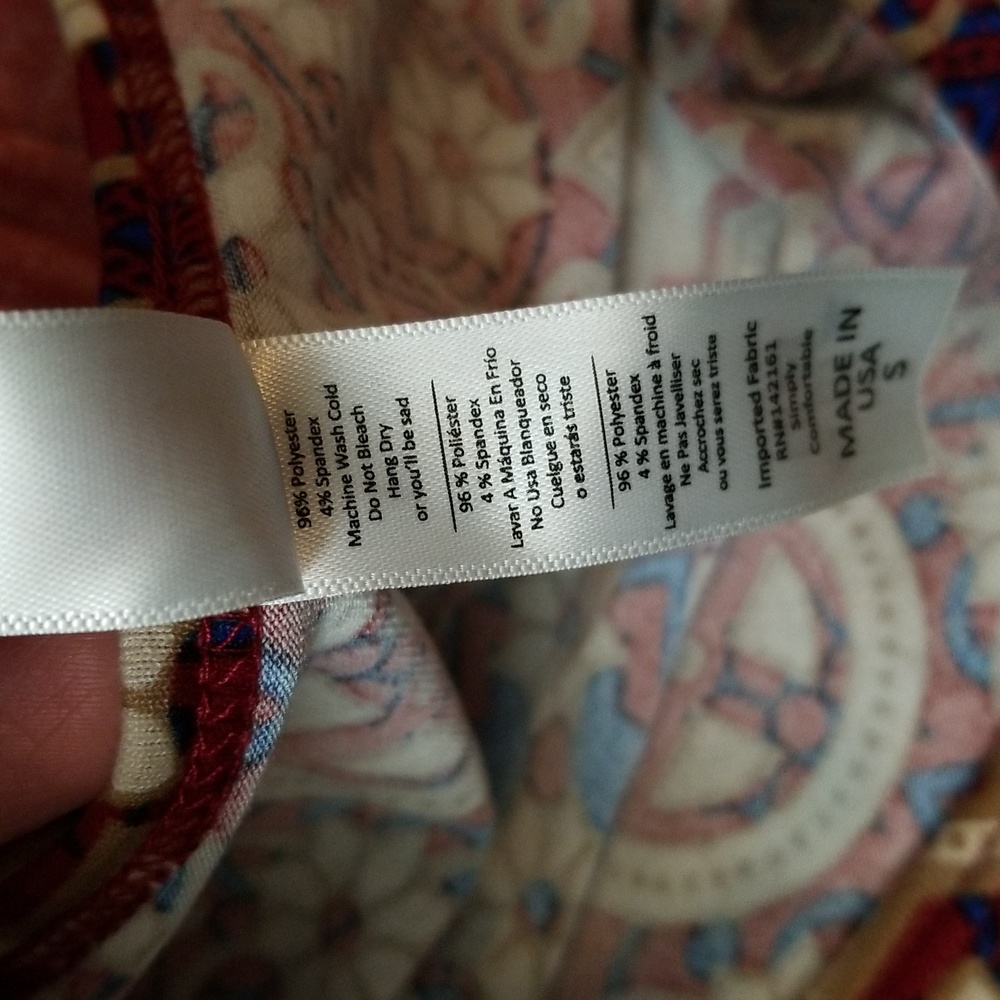 96% Polyester
4% Spandex
Machine Wash Cold
Do Not Bleach
Hang Dry
or you'll be sad
96 % Poliéster
4 % Spandex
Lavar A Máquina En Frío
No Usa Blanqueador
Cuelgue en seco
o estarás triste
96 % Polyester
4 % Spandex
Lavage en machine à froid
Ne Pas Javelliser
Accrochez sec
ou vous serez triste
Imported Fabric
RN#142161
Simply
Comfortable
MADE IN
USA
S